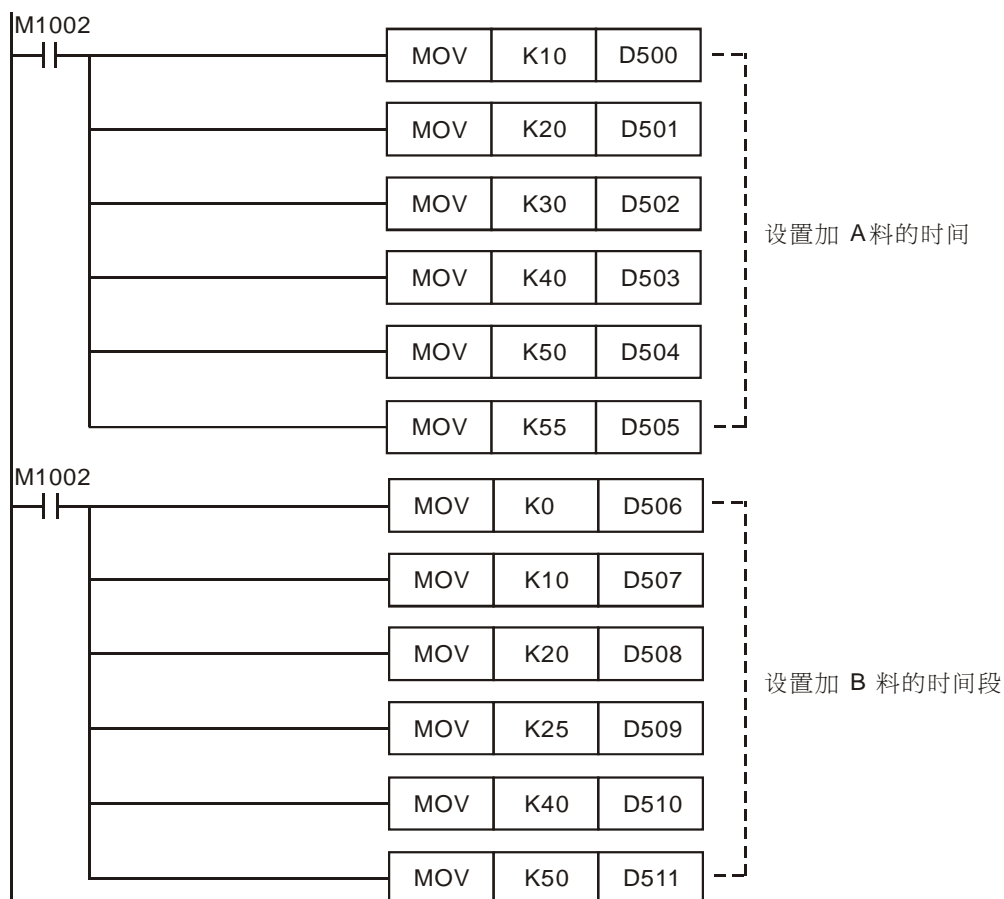 M1002
MOV K10 D500
MOV K20 D501
MOV K30 D502
设置加 A料的时间
MOV K40 D503
MOV K50 D504
MOV K55 D505
M1002
MOV K0 D506
MOV K10 D507
MOV K20 D508
设置加 B 料的时间段
MOV K25 D509
MOV K40 D510
MOV K50 D511